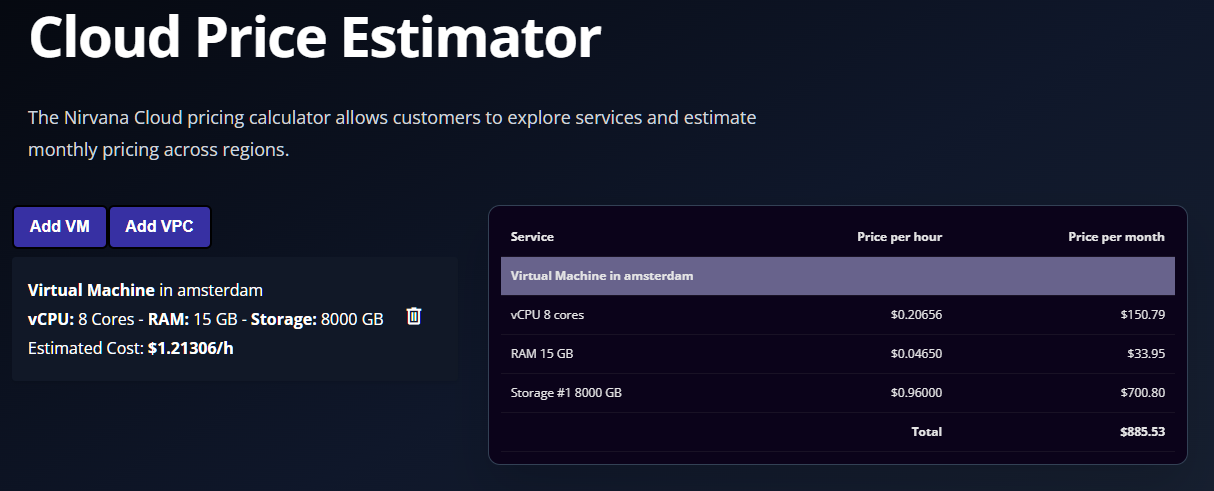 Cloud Price Estimator
The Nirvana Cloud pricing calculator allows customers to explore services and estimate
monthly pricing across regions.
Add VM Add VPC
Virtual Machine in amsterdam
vCPU: 8 Cores - RAM: 15 GB - Storage: 8000 GB
Estimated Cost: $1.21306/h
Service Price per hour Price per month
Virtual Machine in amsterdam
vCPU 8 cores $0.20656 $150.79
RAM 15 GB $0.04650 $33.95
Storage #1 8000 GB $0.96000 $700.80
Total $885.53